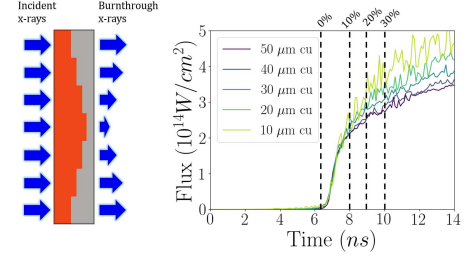 Incident
x-rays
Burnthrough
x-rays
0%
10%
20%
30%
Flux (10¹⁴W/cm²)
5
4
3
2
1
0
50 μm cu
40 μm cu
30 μm cu
20 μm cu
10 μm cu
0 2 4 6 8 10 12 14
Time (ns)